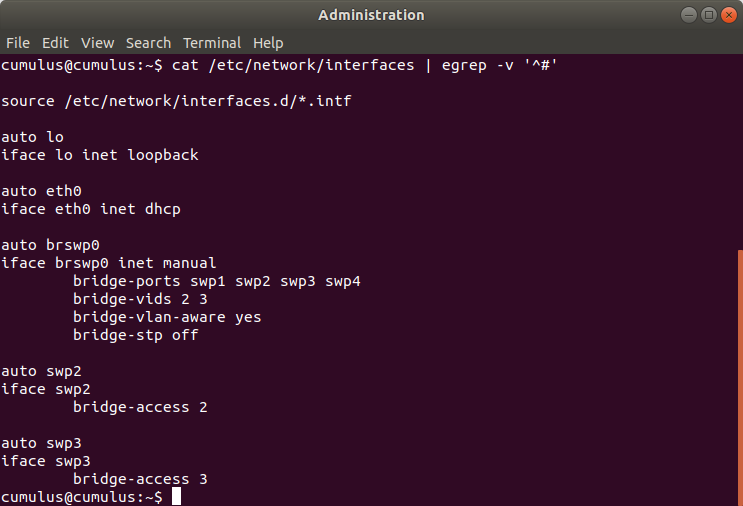 Administration
File Edit View Search Terminal Help
cumulus@cumulus:~$ cat /etc/network/interfaces | egrep -v '^#'
source /etc/network/interfaces.d/*.intf
auto lo
iface lo inet loopback
auto eth0
iface eth0 inet dhcp
auto brswp0
iface brswp0 inet manual
        bridge-ports swp1 swp2 swp3 swp4
        bridge-vids 2 3
        bridge-vlan-aware yes
        bridge-stp off
auto swp2
iface swp2
        bridge-access 2
auto swp3
iface swp3
        bridge-access 3
cumulus@cumulus:~$